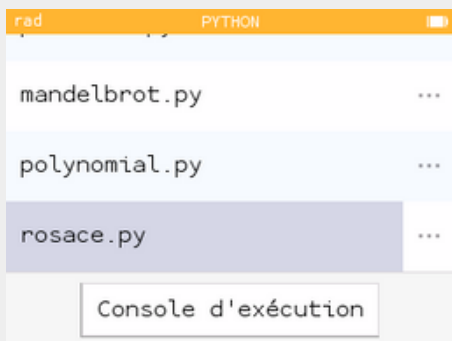 rad PYTHON
mandelbrot.py
polynomial.py
rosace.py
Console d'exécution